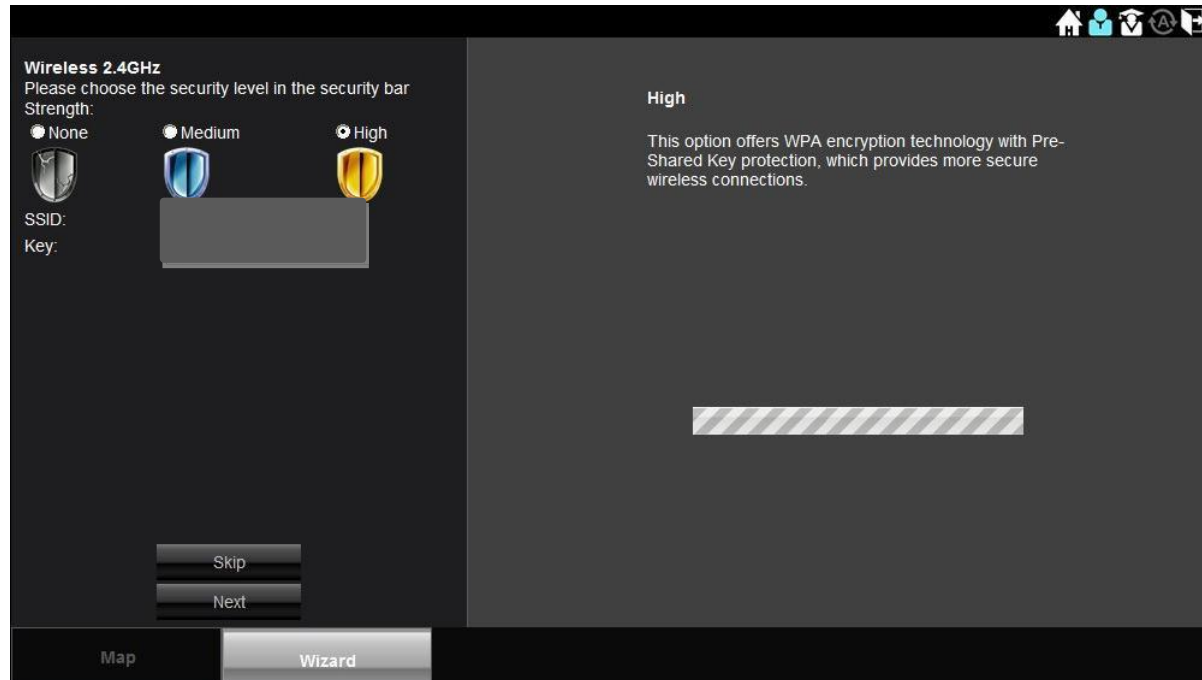 Wireless 2.4GHz
Please choose the security level in the security bar
Strength:
None Medium High
SSID:
Key:
Skip
Next
High
This option offers WPA encryption technology with Pre-
Shared Key protection, which provides more secure
wireless connections.
Map Wizard